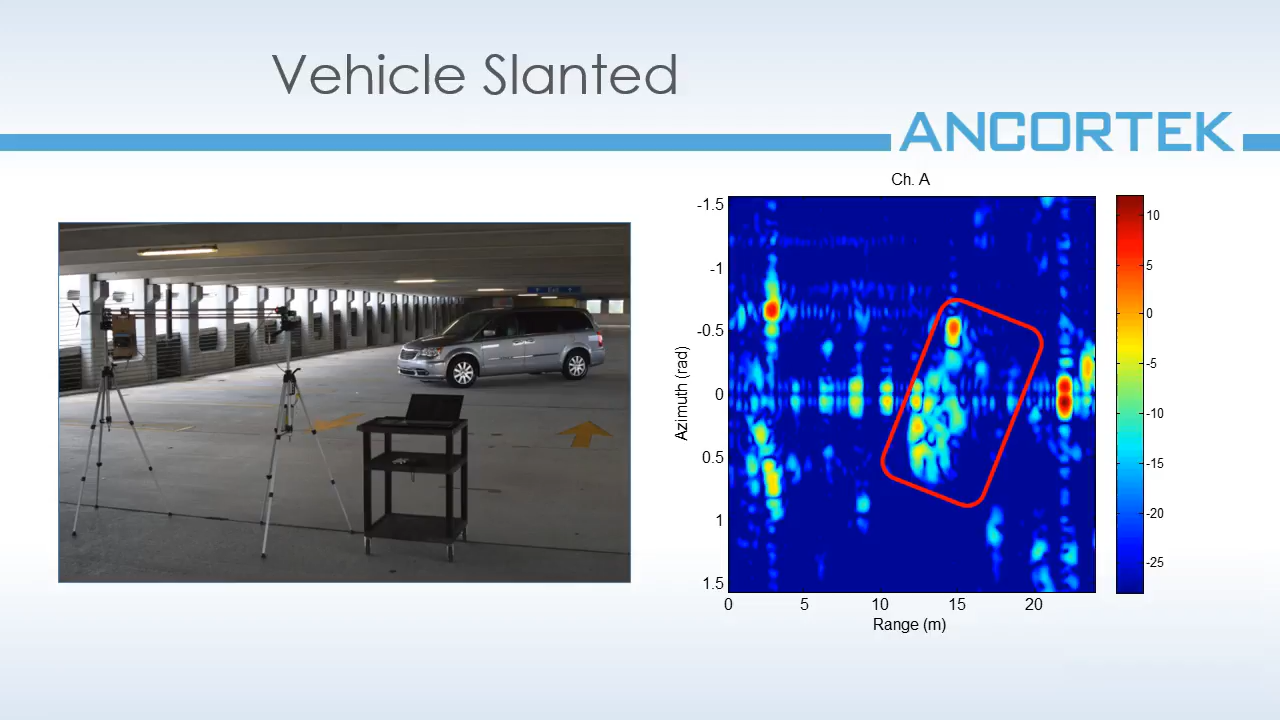 Vehicle Slanted
ANCORTEK
Ch. A
-1.5
-1
-0.5
0
0.5
1
1.5
Azimuth (rad)
0 5 10 15 20
Range (m)
10
5
0
-5
-10
-15
-20
-25